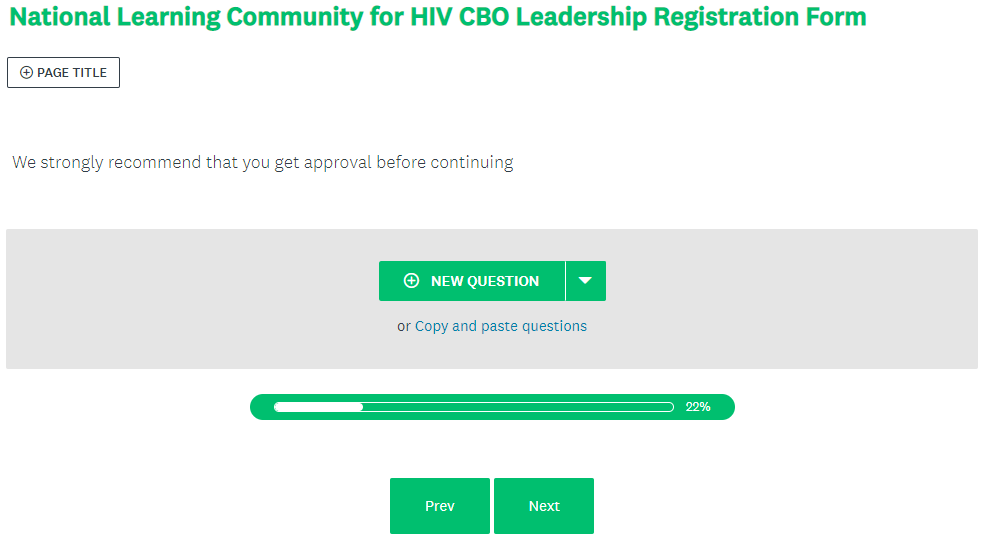 National Learning Community for HIV CBO Leadership Registration Form
PAGE TITLE
We strongly recommend that you get approval before continuing
NEW QUESTION
or Copy and paste questions
22%
Prev Next